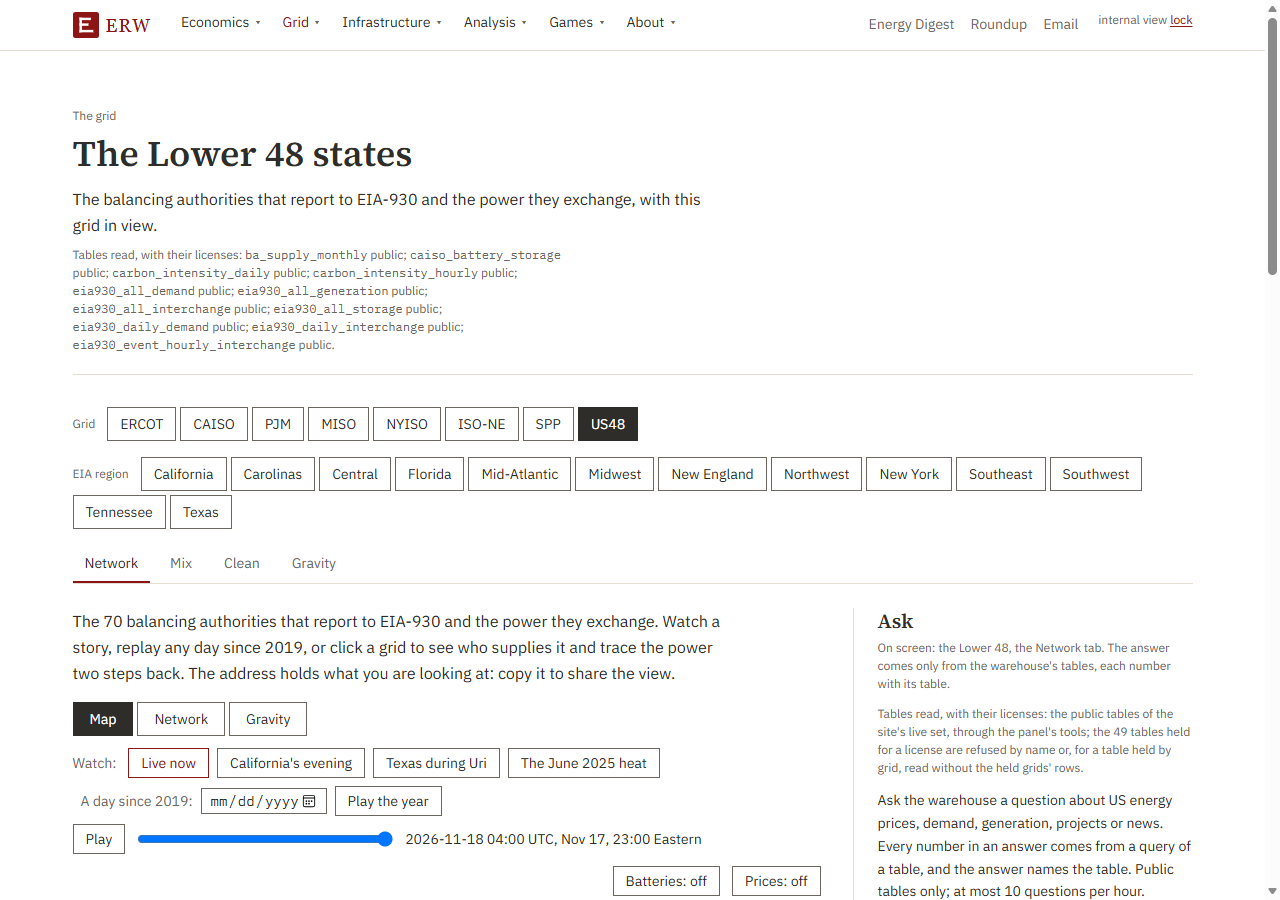 E ERW Economics Grid Infrastructure Analysis Games About Energy Digest Roundup Email internal view lock
The grid
The Lower 48 states
The balancing authorities that report to EIA-930 and the power they exchange, with this
grid in view.
Tables read, with their licenses: ba_supply_monthly public; caiso_battery_storage
public; carbon_intensity_daily public; carbon_intensity_hourly public;
eia930_all_demand public; eia930_all_generation public;
eia930_all_interchange public; eia930_all_storage public;
eia930_daily_demand public; eia930_daily_interchange public;
eia930_event_hourly_interchange public.
Grid ERCOT CAISO PJM MISO NYISO ISO-NE SPP US48
EIA region California Carolinas Central Florida Mid-Atlantic Midwest New England Northwest New York Southeast Southwest
Tennessee Texas
Network Mix Clean Gravity
The 70 balancing authorities that report to EIA-930 and the power they exchange. Watch a
story, replay any day since 2019, or click a grid to see who supplies it and trace the power
two steps back. The address holds what you are looking at: copy it to share the view.
Map Network Gravity
Watch: Live now California's evening Texas during Uri The June 2025 heat
A day since 2019: mm/dd/yyyy Play the year
Play 2026-11-18 04:00 UTC, Nov 17, 23:00 Eastern
Batteries: off Prices: off
Ask
On screen: the Lower 48, the Network tab. The answer
comes only from the warehouse's tables, each number
with its table.
Tables read, with their licenses: the public tables of the
site's live set, through the panel's tools; the 49 tables held
for a license are refused by name or, for a table held by
grid, read without the held grids' rows.
Ask the warehouse a question about US energy
prices, demand, generation, projects or news.
Every number in an answer comes from a query of
a table, and the answer names the table. Public
tables only; at most 10 questions per hour.